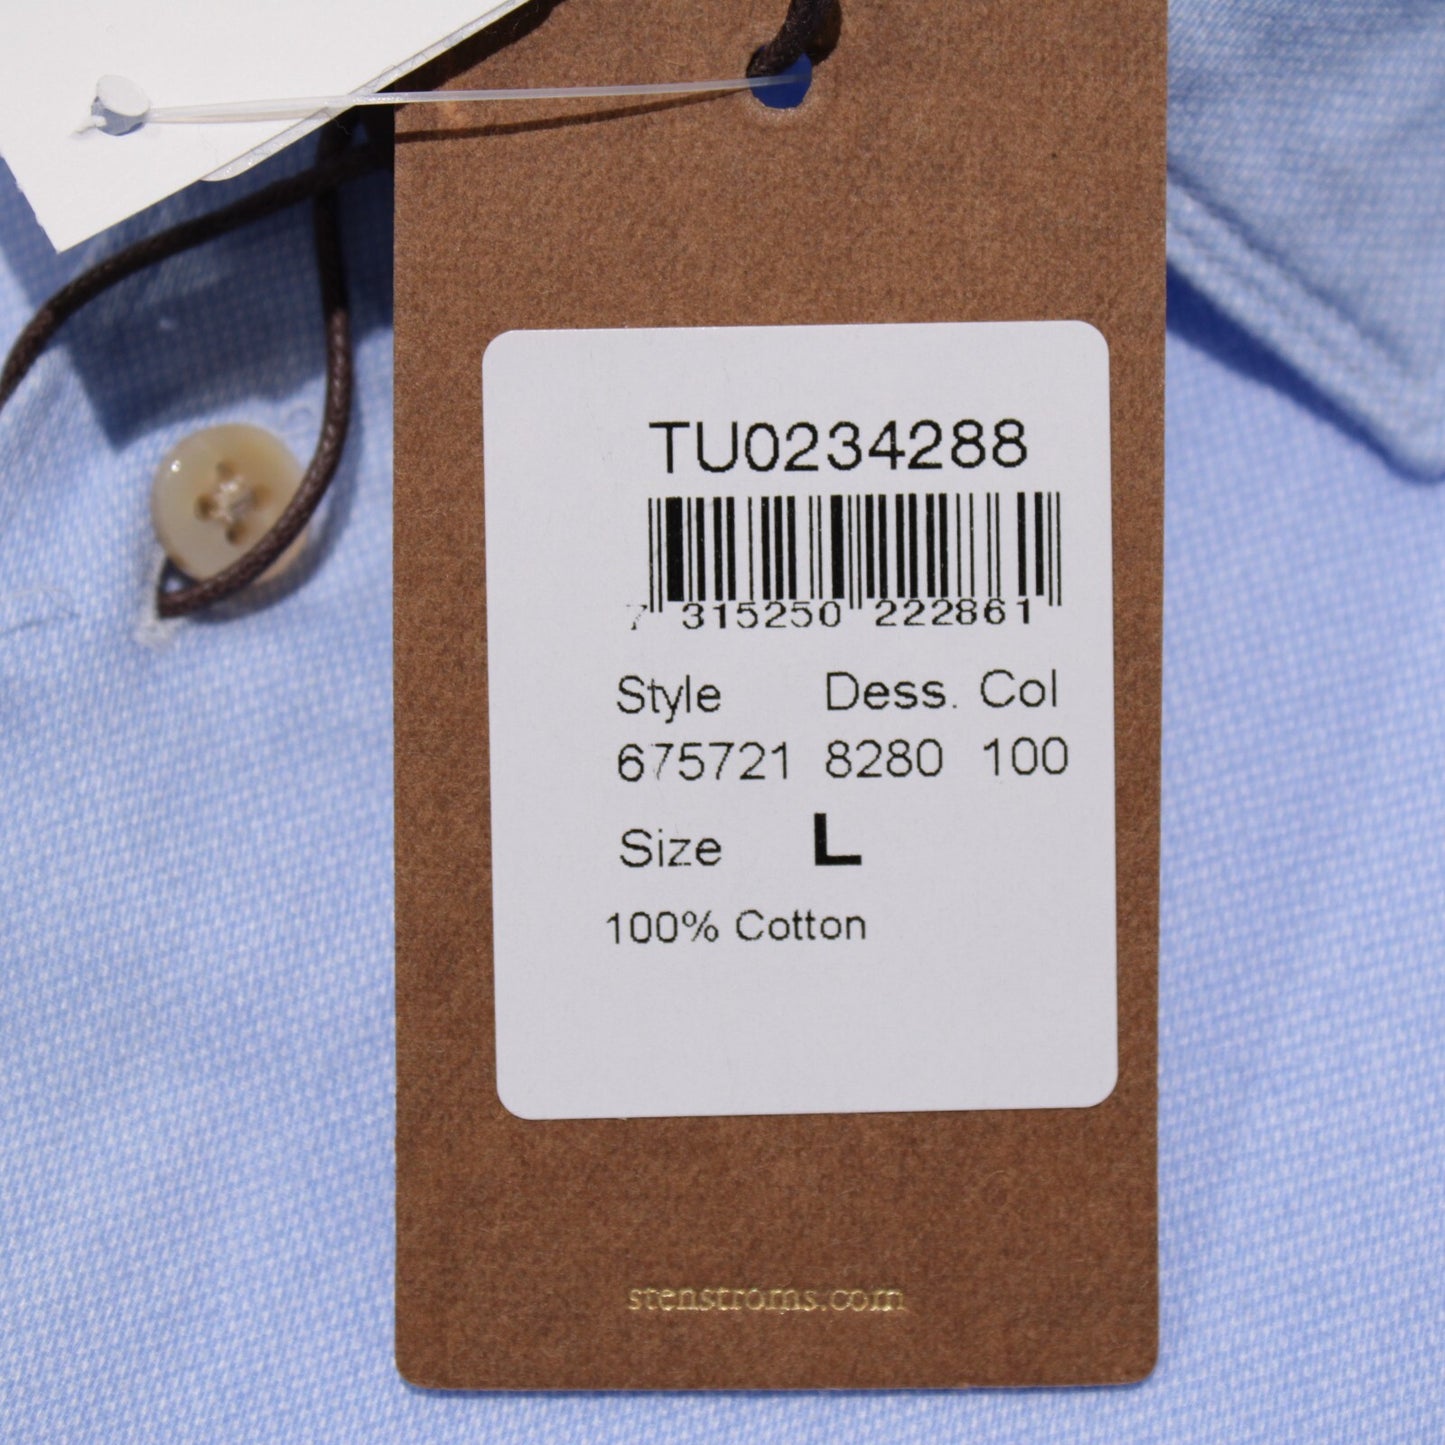 TU0234288
7 315250 222861
Style Dess. Col
675721 8280 100
Size L
100% Cotton
stenstroms.com